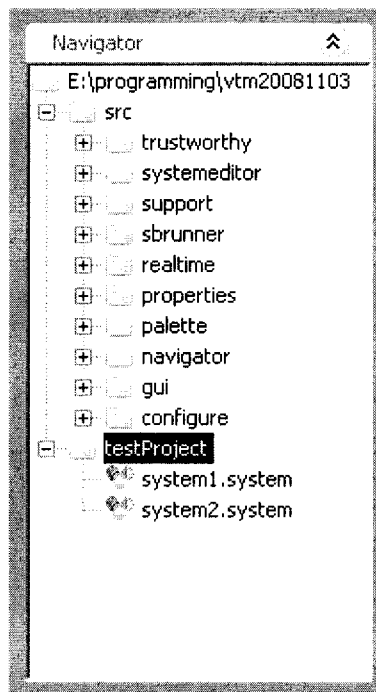 Navigator
E:\programming\vtm20081103
src
trustworthy
systemeditor
support
sbrunner
realtime
properties
palette
navigator
gui
configure
testProject
system1.system
system2.system